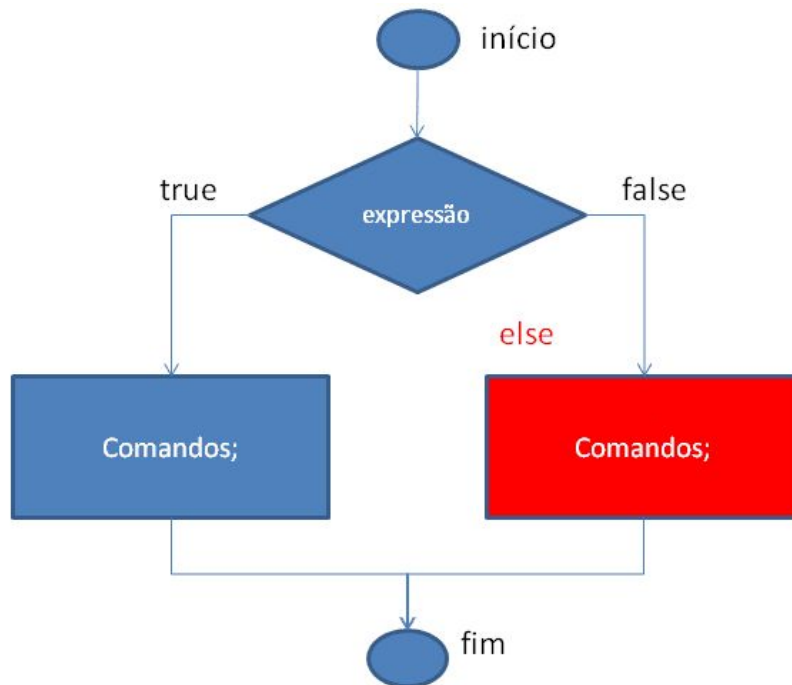 início
true
expressão
false
else
Comandos;
Comandos;
fim